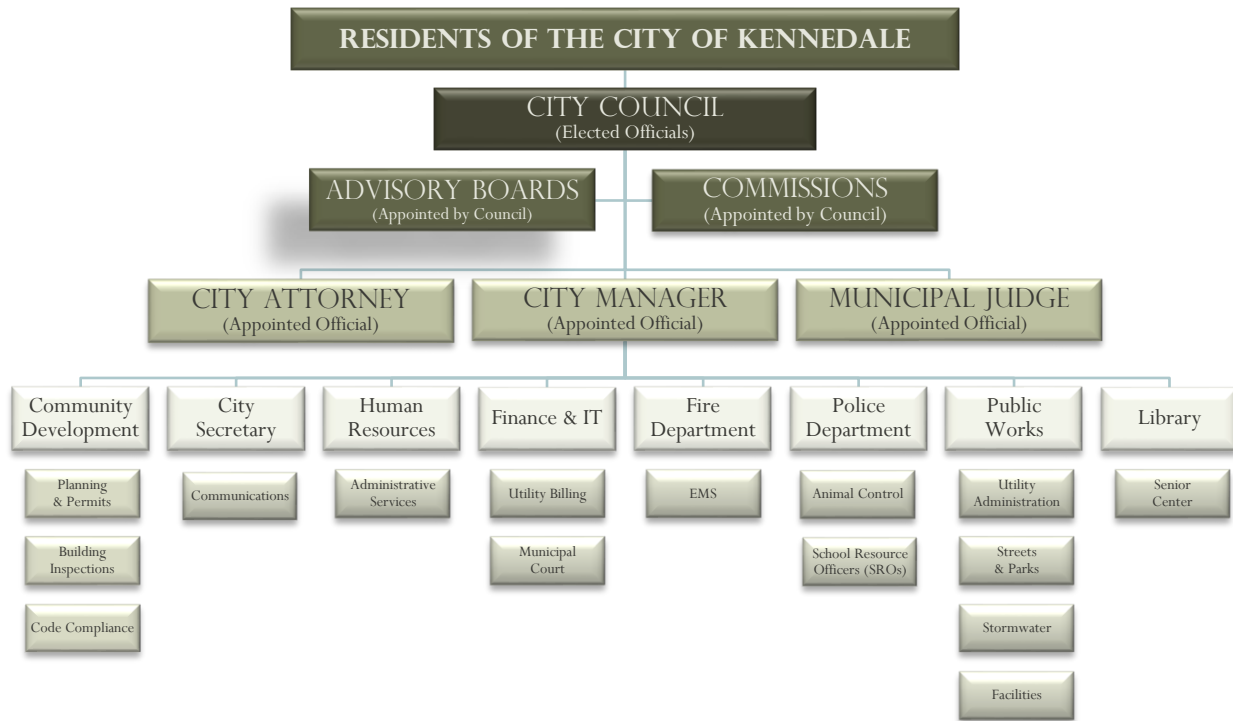 RESIDENTS OF THE CITY OF KENNEDALE
CITY COUNCIL
(Elected Officials)
ADVISORY BOARDS
(Appointed by Council)
COMMISSIONS
(Appointed by Council)
CITY ATTORNEY
(Appointed Official)
CITY MANAGER
(Appointed Official)
MUNICIPAL JUDGE
(Appointed Official)
Community
Development
City
Secretary
Human
Resources
Finance & IT
Fire
Department
Police
Department
Public
Works
Library
Planning
& Permits
Communications
Administrative
Services
Utility Billing
EMS
Animal Control
Utility
Administration
Senior
Center
Building
Inspections
Municipal
Court
School Resource
Officers (SROs)
Streets
& Parks
Code Compliance
Stormwater
Facilities